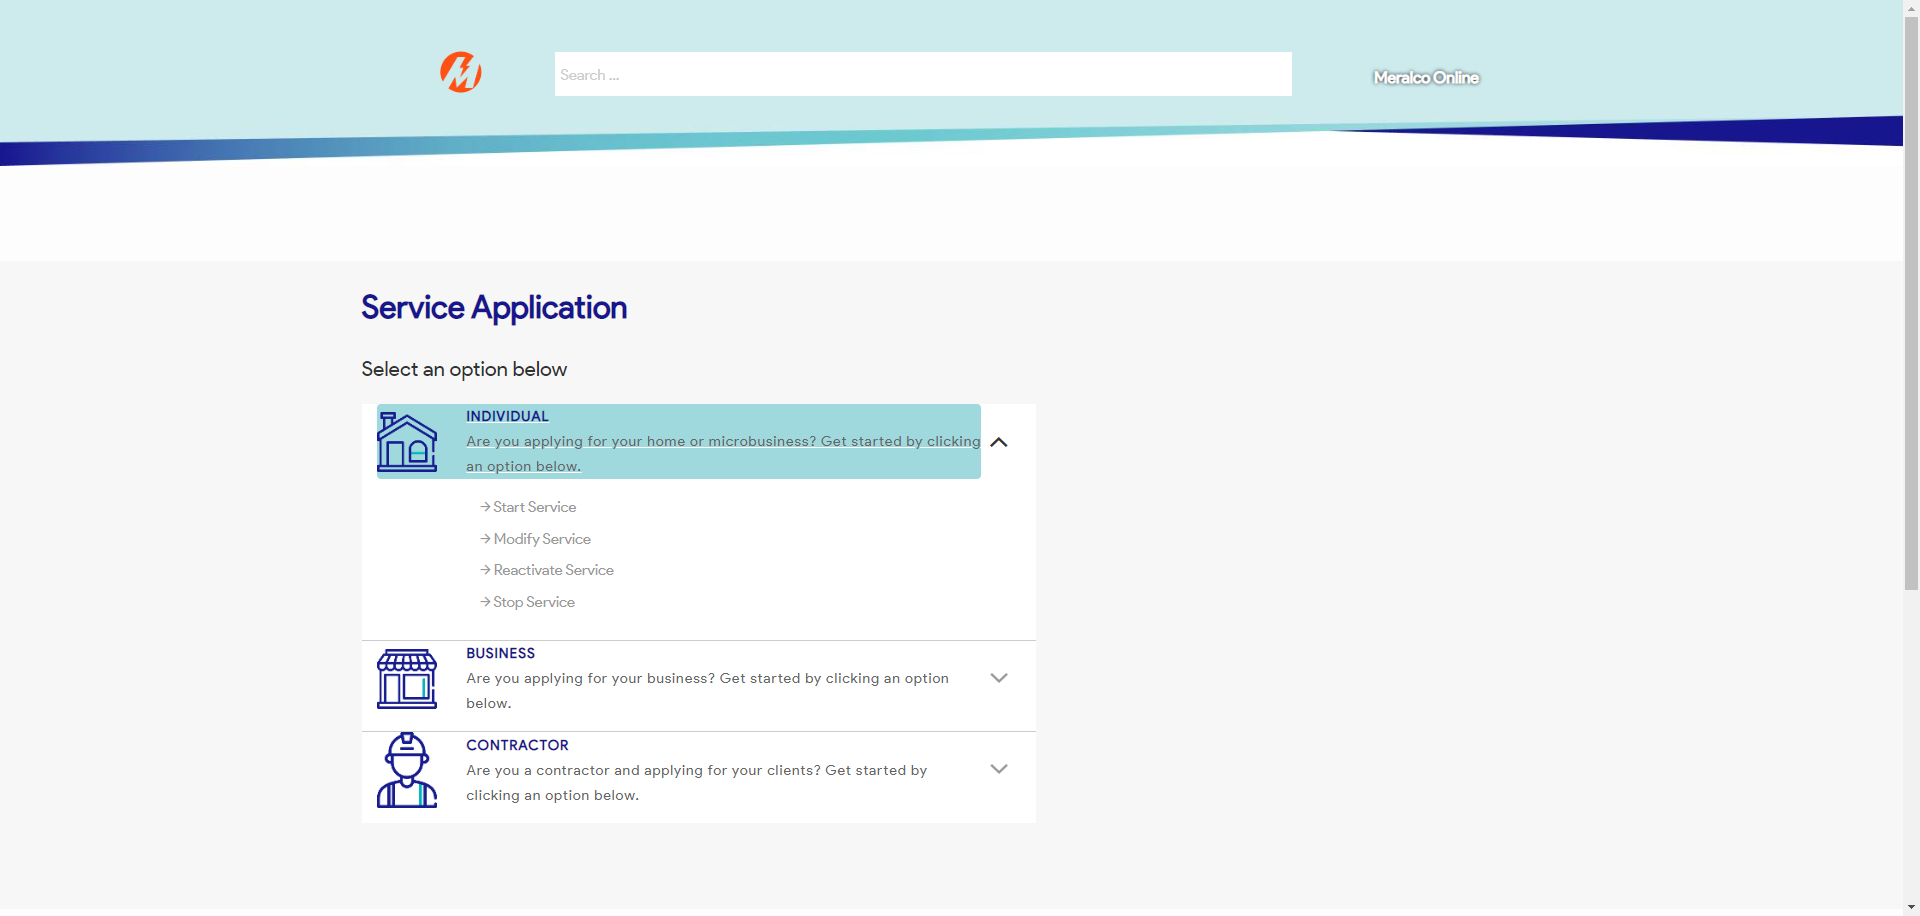 Search ...
Meralco Online
Service Application
Select an option below
INDIVIDUAL
Are you applying for your home or microbusiness? Get started by clicking
an option below.
→ Start Service
→ Modify Service
→ Reactivate Service
→ Stop Service
BUSINESS
Are you applying for your business? Get started by clicking an option
below.
CONTRACTOR
Are you a contractor and applying for your clients? Get started by
clicking an option below.